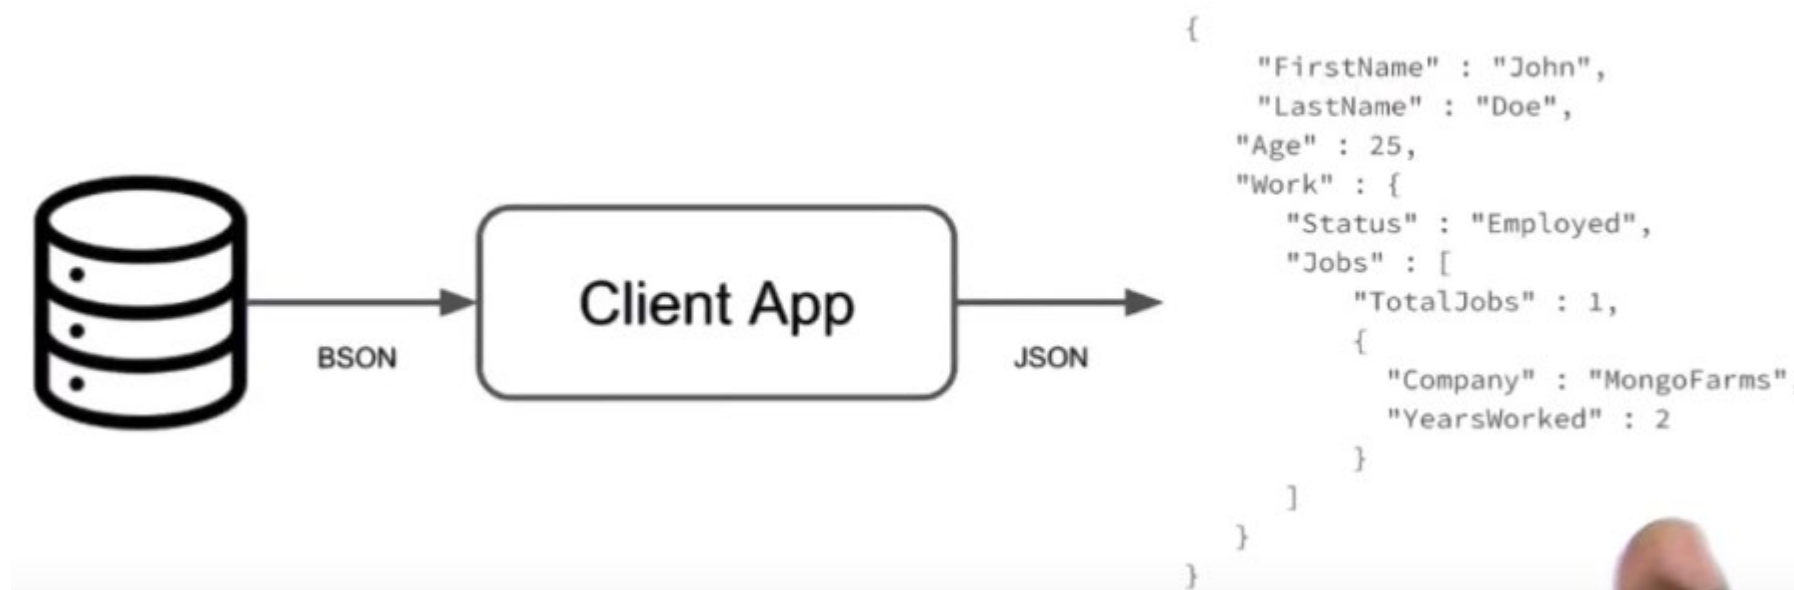 BSON
Client App
JSON
{
"FirstName" : "John",
"LastName" : "Doe",
"Age" : 25,
"Work" : {
"Status" : "Employed",
"Jobs" : [
"TotalJobs" : 1,
{
"Company" : "MongoFarms",
"YearsWorked" : 2
}
]
}
}